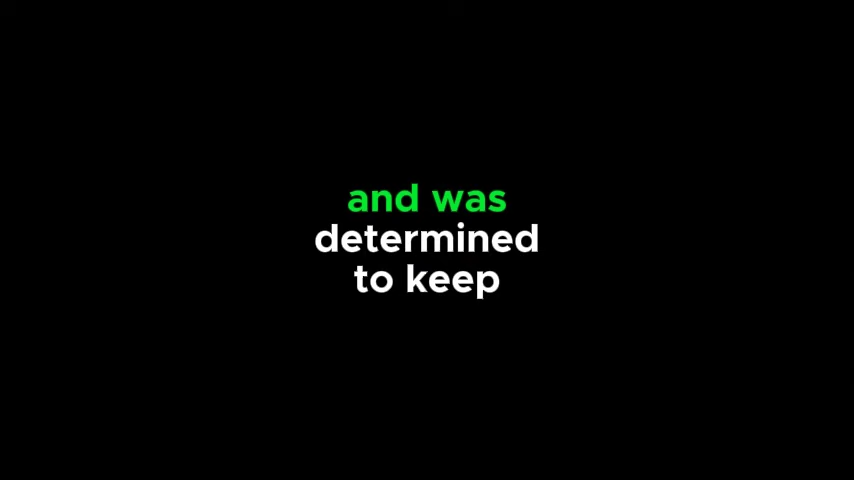 and was
determined
to keep